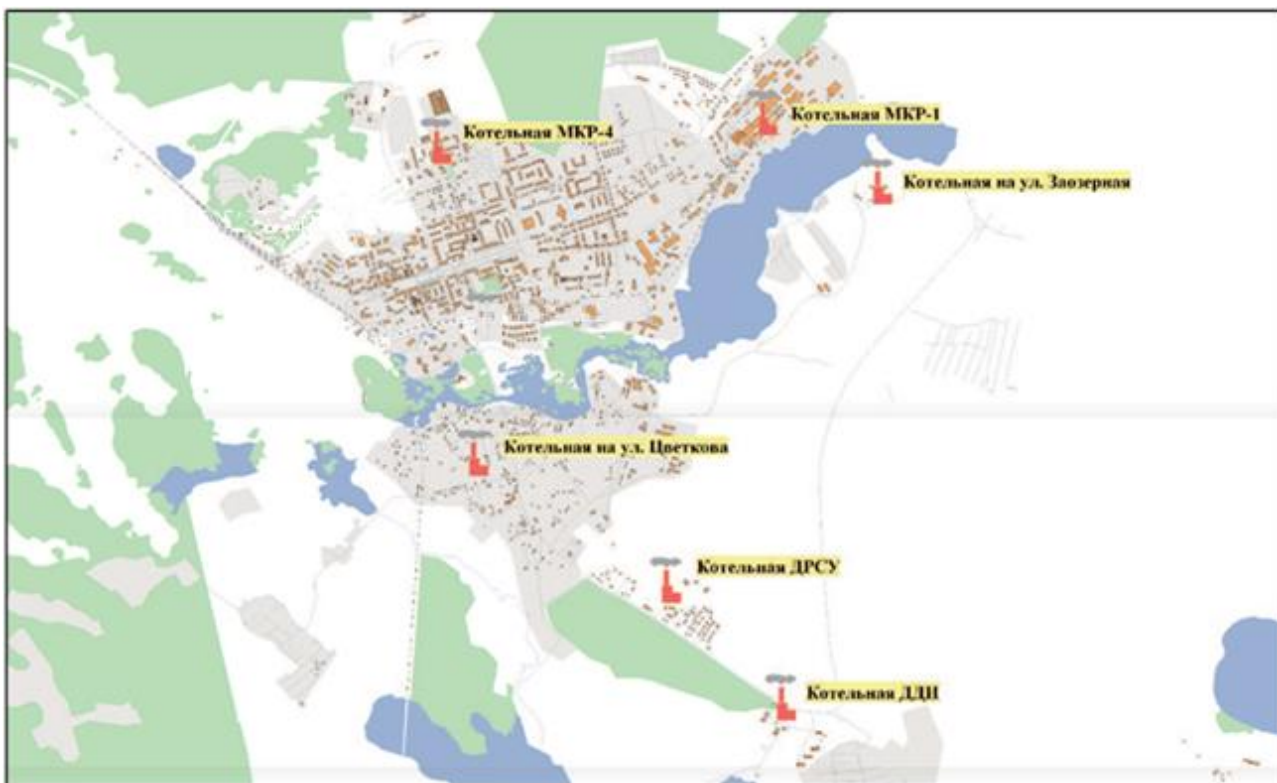 Котельная МКР-1
Котельная МКР-4
Котельная на ул. Заозерная
Котельная на ул. Цветкова
Котельная ДРСУ
Котельная ДДИ